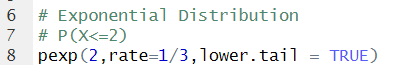 6 # Exponential Distribution
7 # P(X<=2)
8 pexp(2,rate=1/3,lower.tail = TRUE)